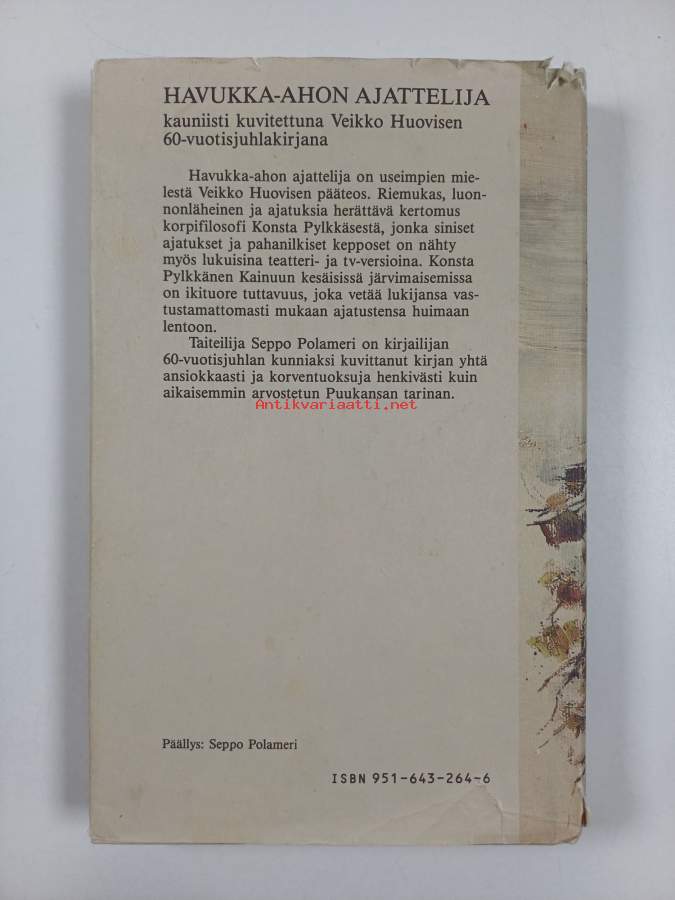 HAVUKKA-AHON AJATTELIJA
kauniisti kuvitettuna Veikko Huovisen
60-vuotisjuhlakirjana
Havukka-ahon ajattelija on useimpien mie-
lestä Veikko Huovisen pääteos. Riemukas, luon-
nonläheinen ja ajatuksia herättävä kertomus
korpifilosofi Konsta Pylkkäsestä, jonka siniset
ajatukset ja pahanilkiset kepposet on nähty
myös lukuisina teatteri- ja tv-versioina. Konsta
Pylkkänen Kainuun kesäisissä järvimaisemissa
on ikituore tuttavuus, joka vetää lukijansa vas-
tustamattomasti mukaan ajatustensa huimaan
lentoon.
Taiteilija Seppo Polameri on kirjailijan
60-vuotisjuhlan kunniaksi kuvittanut kirjan yhtä
ansiokkaasti ja korventuoksuja henkivästi kuin
aikaisemmin arvostetun Puukansan tarinan.
Antikvariaatti.net
Päällys: Seppo Polameri
ISBN 951-643-264-6